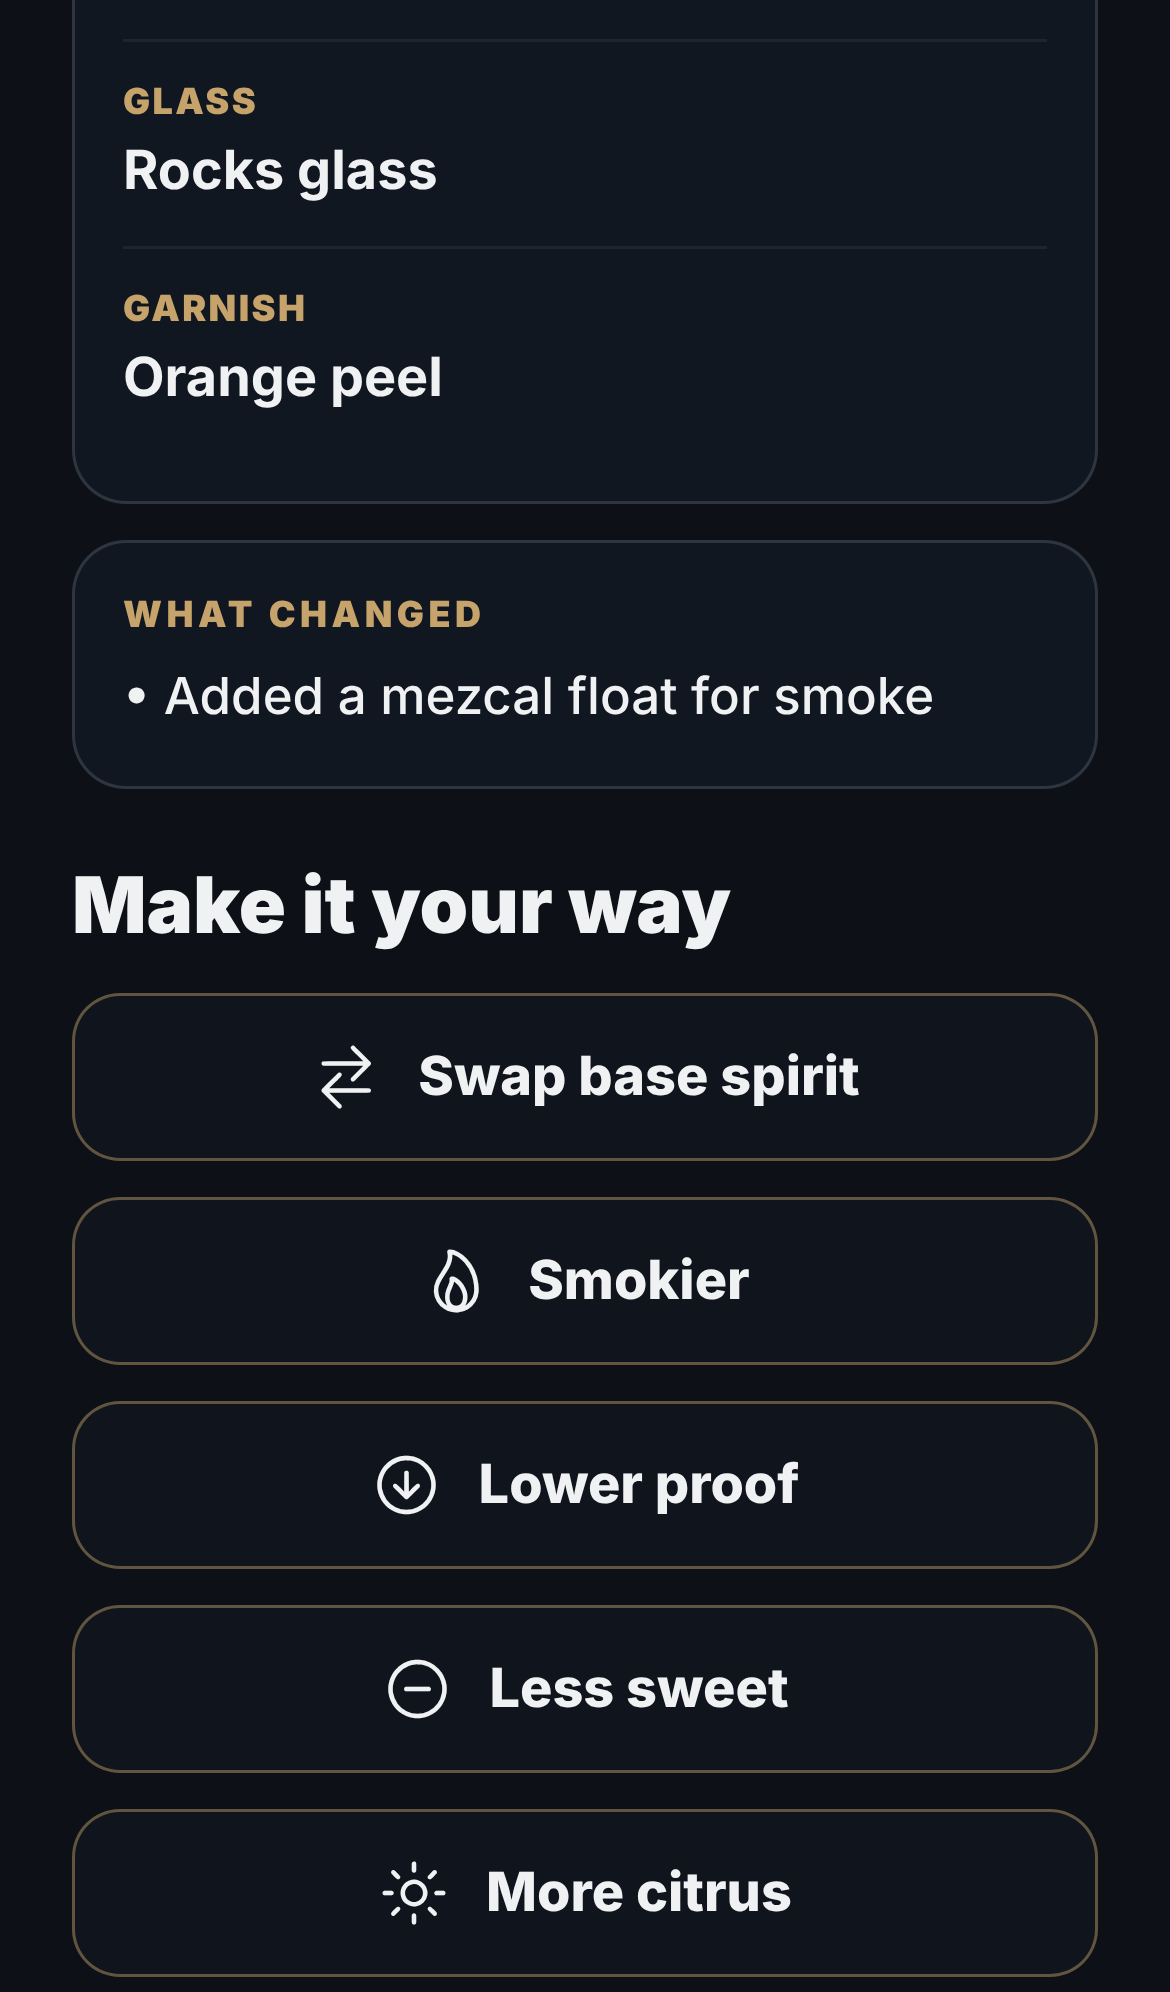 GLASS
Rocks glass
GARNISH
Orange peel
WHAT CHANGED
• Added a mezcal float for smoke
Make it your way
Swap base spirit
Smokier
Lower proof
Less sweet
More citrus